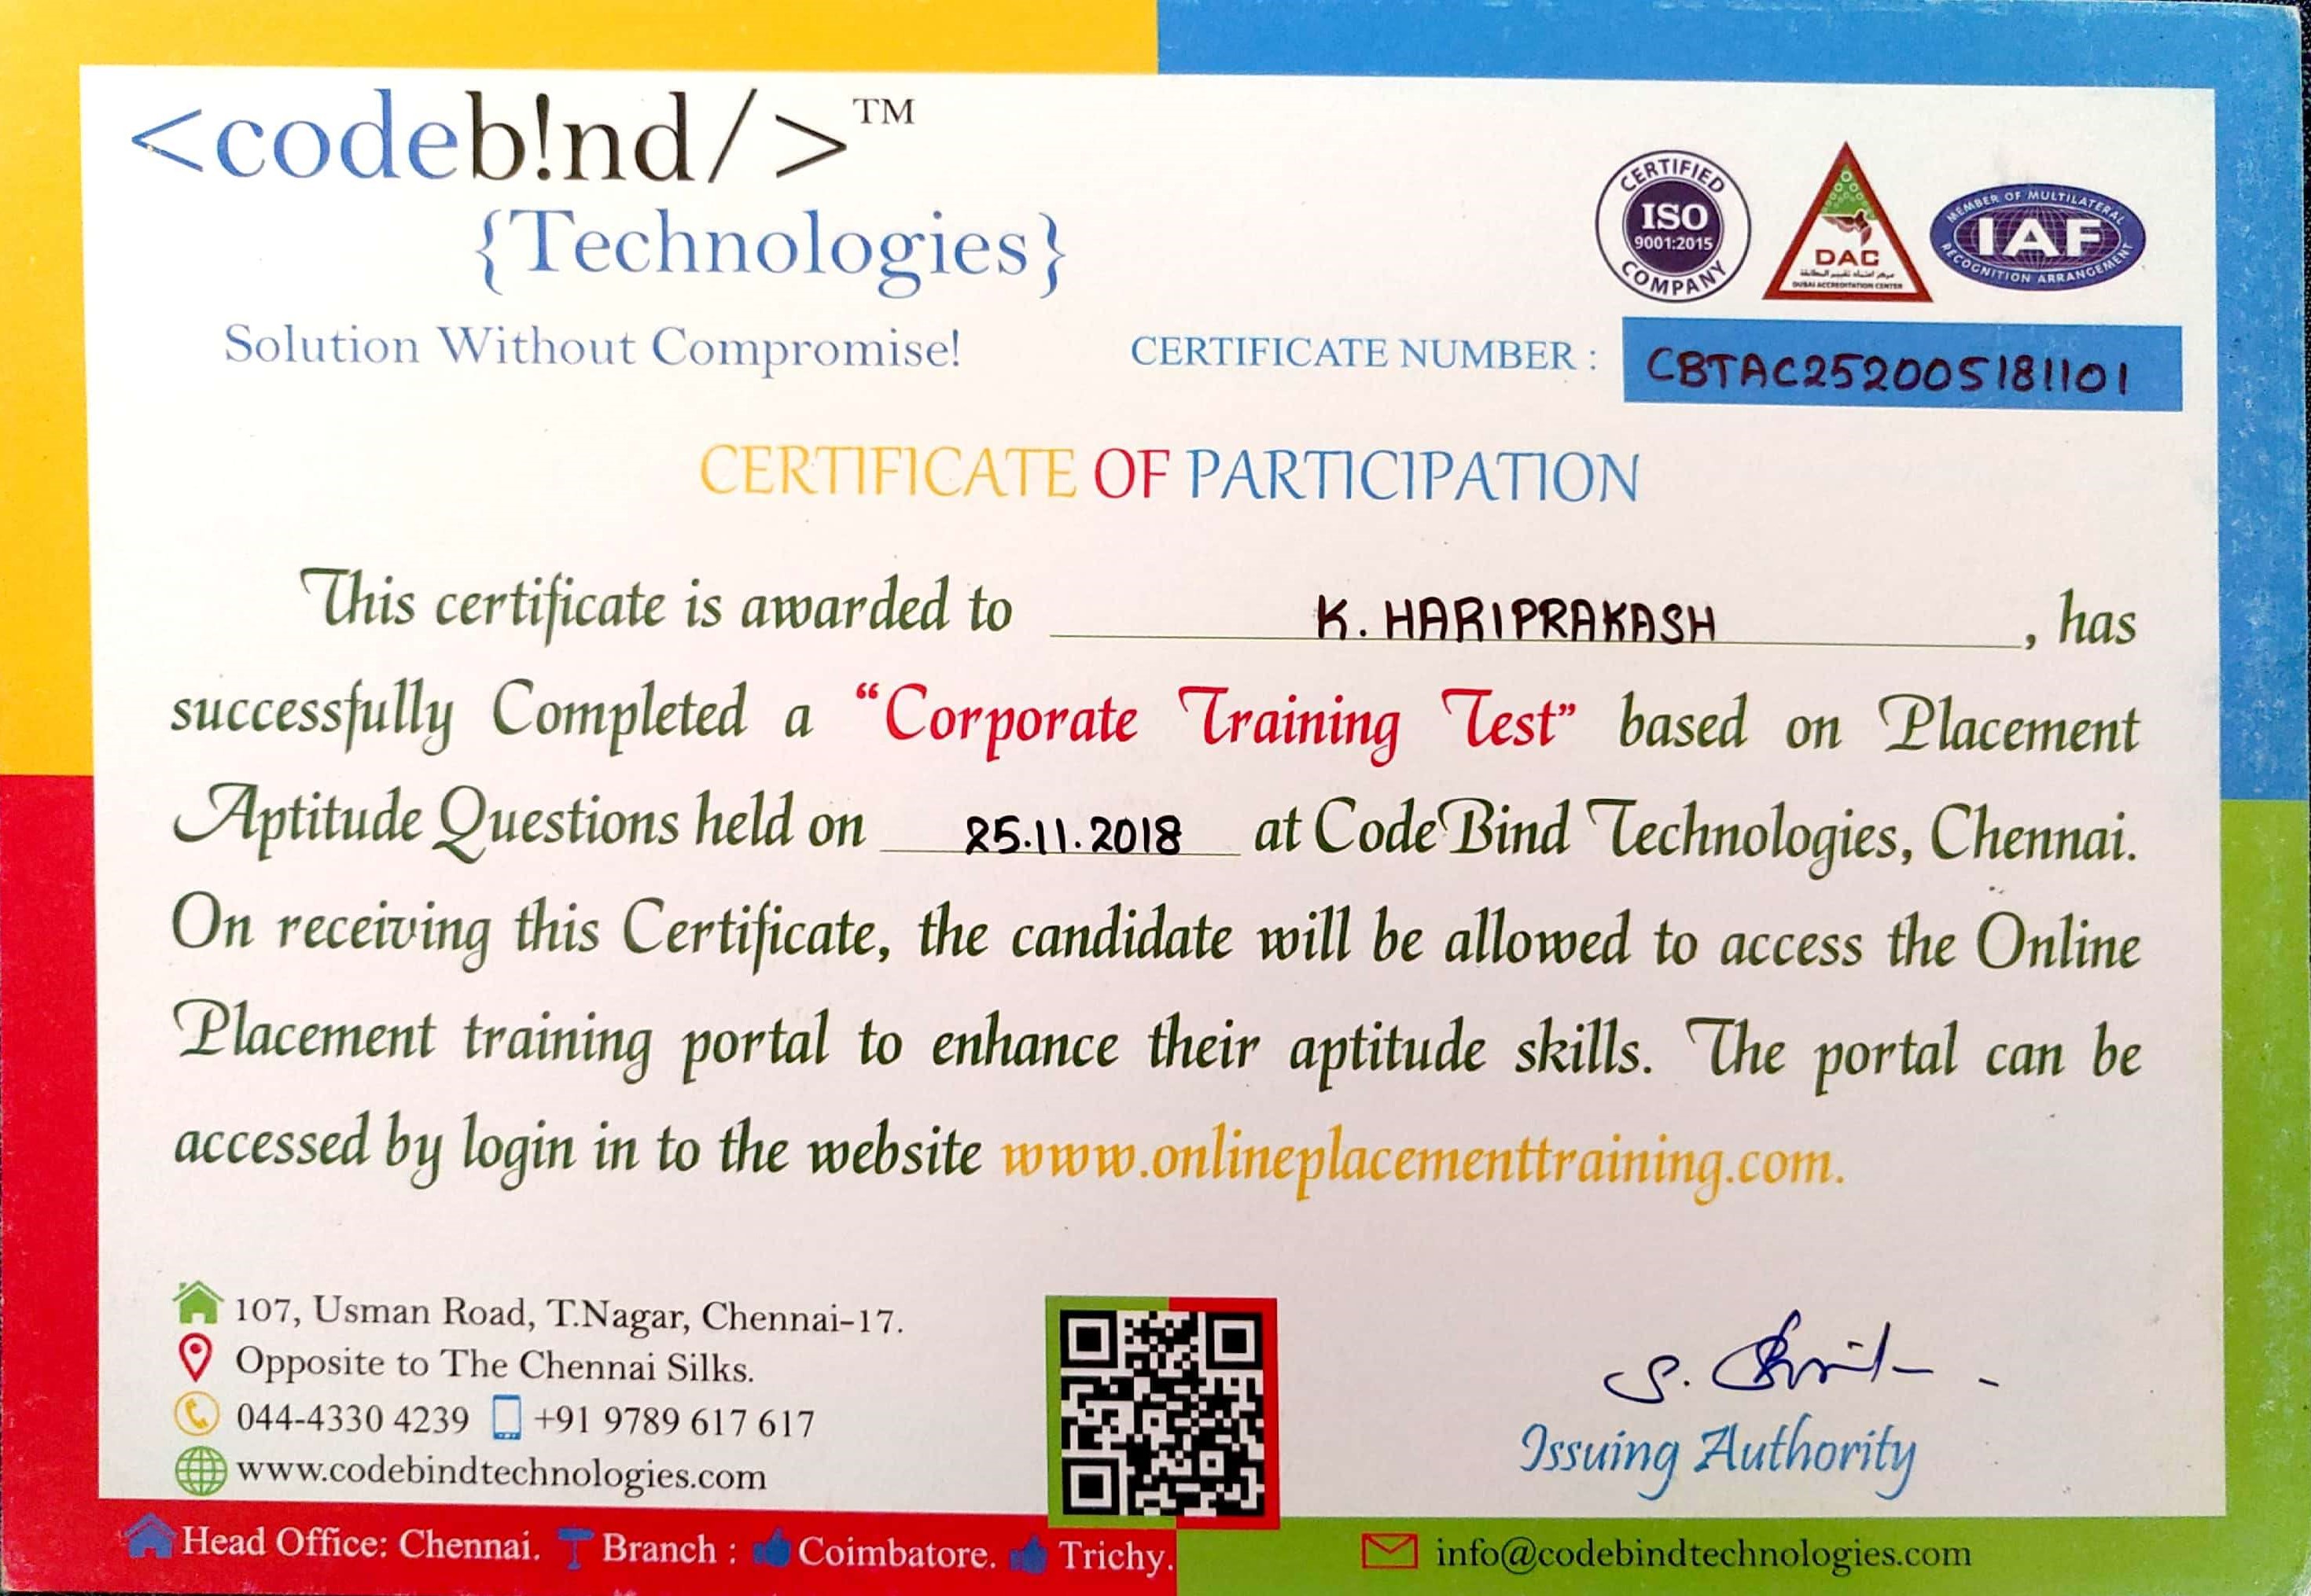 <codeb!nd/>™
{Technologies}
Solution Without Compromise!
CERTIFIED
ISO
9001:2015
COMPANY
DAC
DUBAI ACCREDITATION CENTER
MEMBER OF MULTILATERAL
IAF
RECOGNITION ARRANGEMENT
CERTIFICATE NUMBER : CBTAC252005181101
CERTIFICATE OF PARTICIPATION
This certificate is awarded to K. HARIPRAKASH, has
successfully Completed a “Corporate Training Test” based on Placement
Aptitude Questions held on 25.11.2018 at CodeBind Technologies, Chennai.
On receiving this Certificate, the candidate will be allowed to access the Online
Placement training portal to enhance their aptitude skills. The portal can be
accessed by login in to the website www.onlineplacementtraining.com.
107, Usman Road, T.Nagar, Chennai-17.
Opposite to The Chennai Silks.
044-4330 4239 +91 9789 617 617
www.codebindtechnologies.com
Issuing Authority
Head Office: Chennai. Branch : Coimbatore. Trichy.
info@codebindtechnologies.com